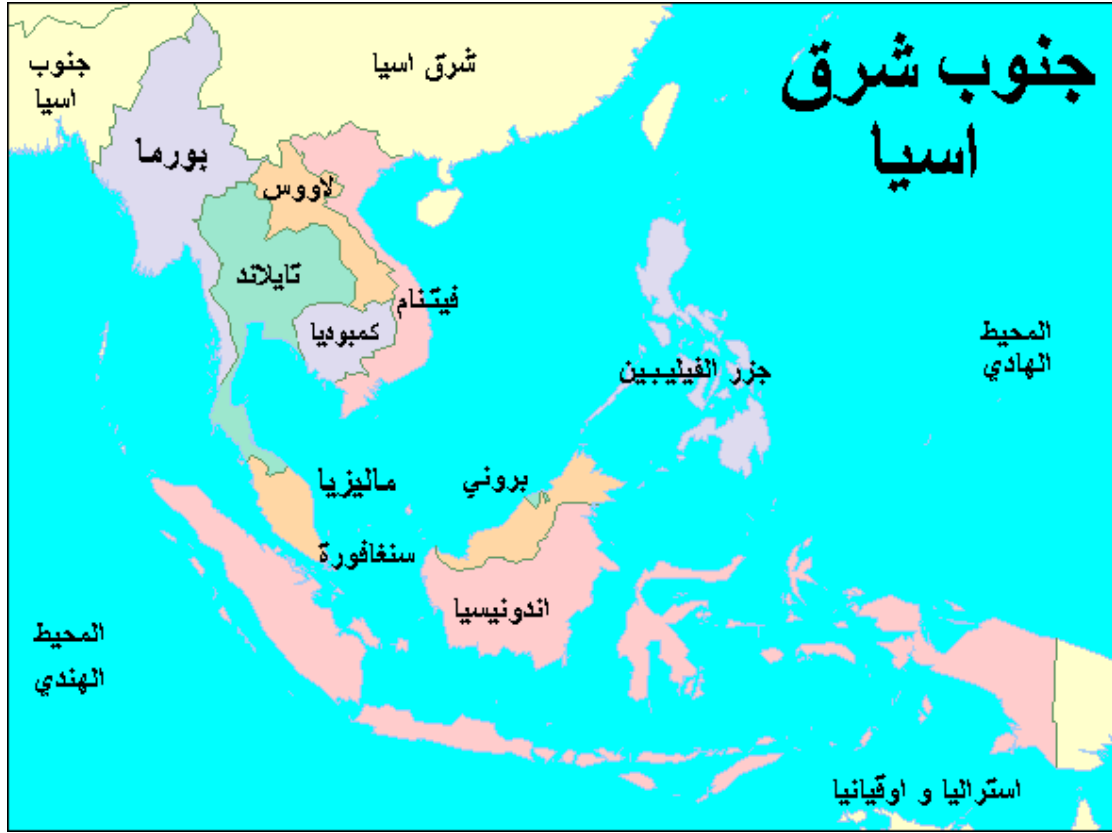 جنوب شرق
اسيا
شرق اسيا
جنوب
اسيا
بورما
لاووس
تايلاند
فيتنام
كمبوديا
المحيط
الهادي
جزر الفيليبين
ماليزيا
بروني
سنغافورة
اندونيسيا
المحيط
الهندي
استراليا و اوقيانيا